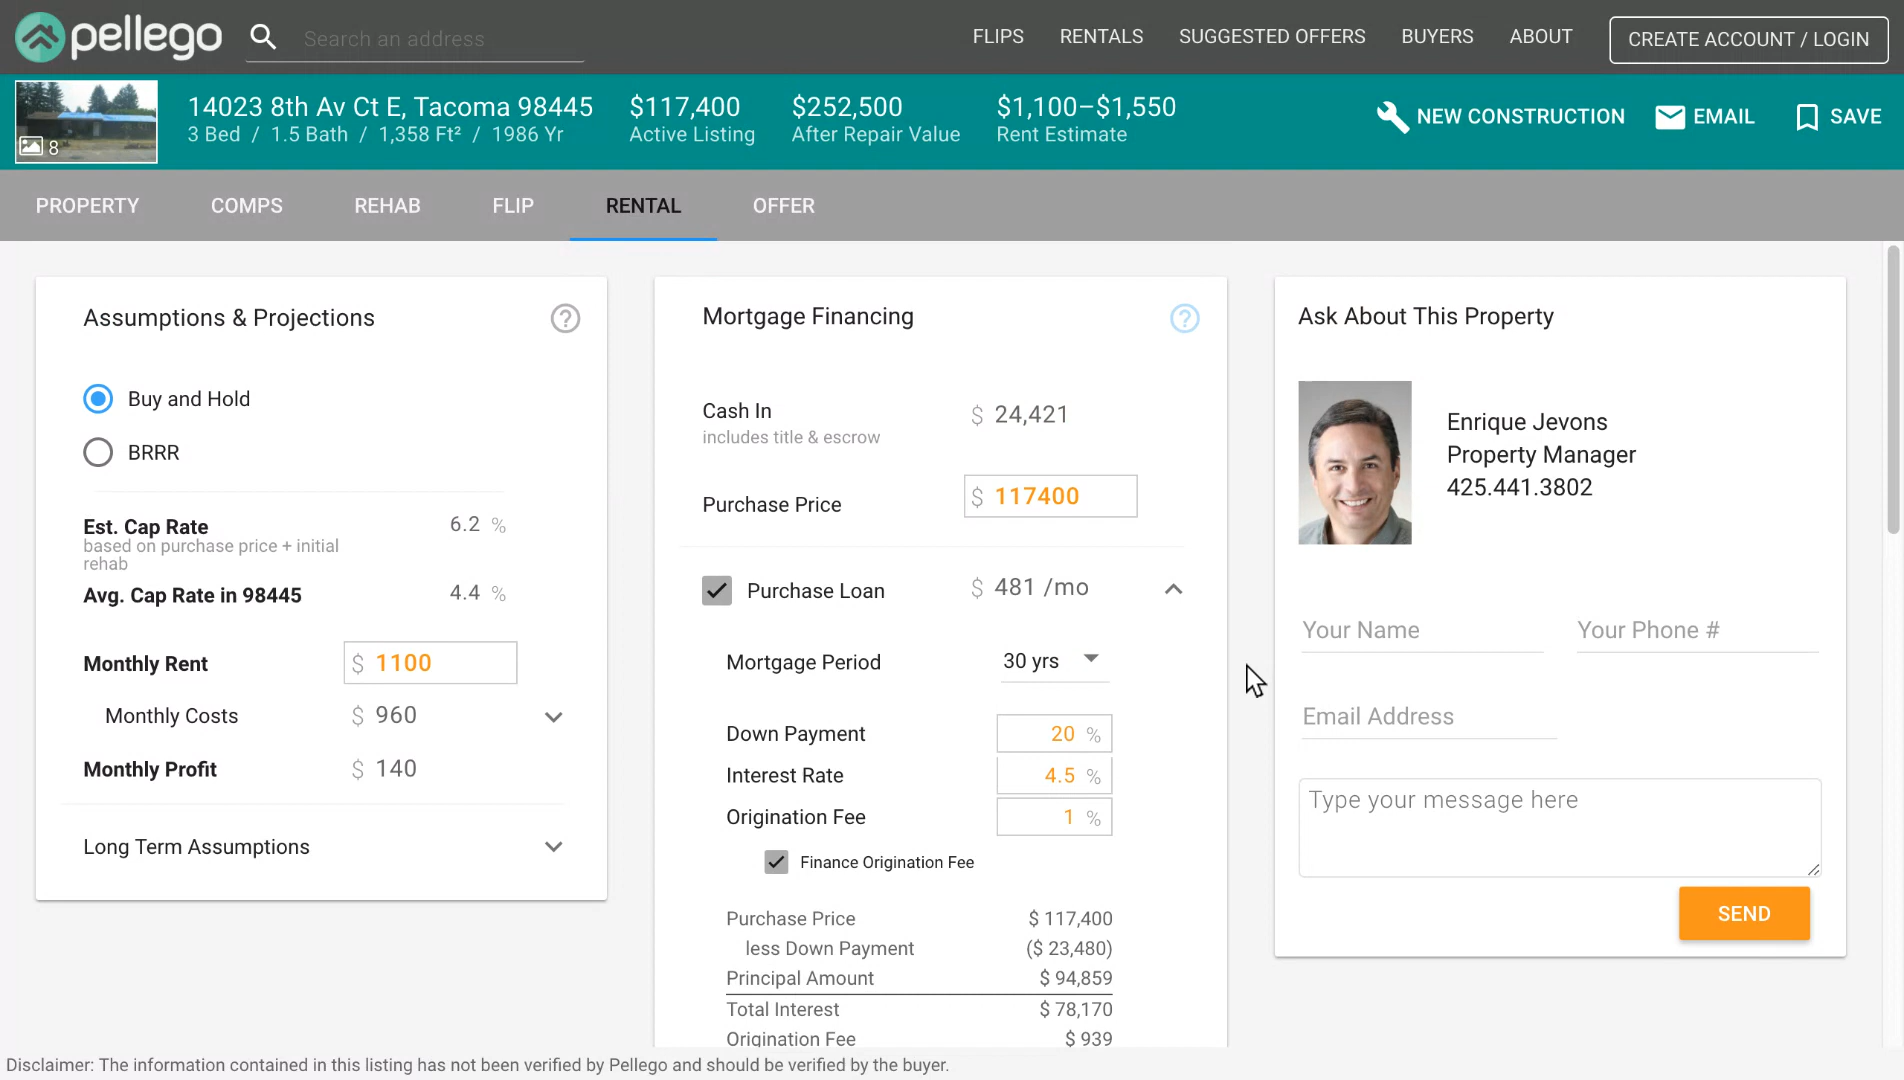 pellego
Search an address
FLIPS
RENTALS
SUGGESTED OFFERS
BUYERS
ABOUT
CREATE ACCOUNT / LOGIN
8
14023 8th Av Ct E, Tacoma 98445
3 Bed / 1.5 Bath / 1,358 Ft² / 1986 Yr
$117,400
Active Listing
$252,500
After Repair Value
$1,100–$1,550
Rent Estimate
NEW CONSTRUCTION
EMAIL
SAVE
PROPERTY
COMPS
REHAB
FLIP
RENTAL
OFFER
Assumptions & Projections
?
Buy and Hold
BRRR
Est. Cap Rate 6.2 %
based on purchase price + initial
rehab
Avg. Cap Rate in 98445 4.4 %
Monthly Rent $ 1100
Monthly Costs $ 960
Monthly Profit $ 140
Long Term Assumptions
Mortgage Financing
?
Cash In $ 24,421
includes title & escrow
Purchase Price $ 117400
Purchase Loan $ 481 /mo
Mortgage Period 30 yrs
Down Payment 20 %
Interest Rate 4.5 %
Origination Fee 1 %
Finance Origination Fee
Purchase Price $ 117,400
less Down Payment ($ 23,480)
Principal Amount $ 94,859
Total Interest $ 78,170
Origination Fee $ 939
Ask About This Property
Enrique Jevons
Property Manager
425.441.3802
Your Name
Your Phone #
Email Address
Type your message here
SEND
Disclaimer: The information contained in this listing has not been verified by Pellego and should be verified by the buyer.